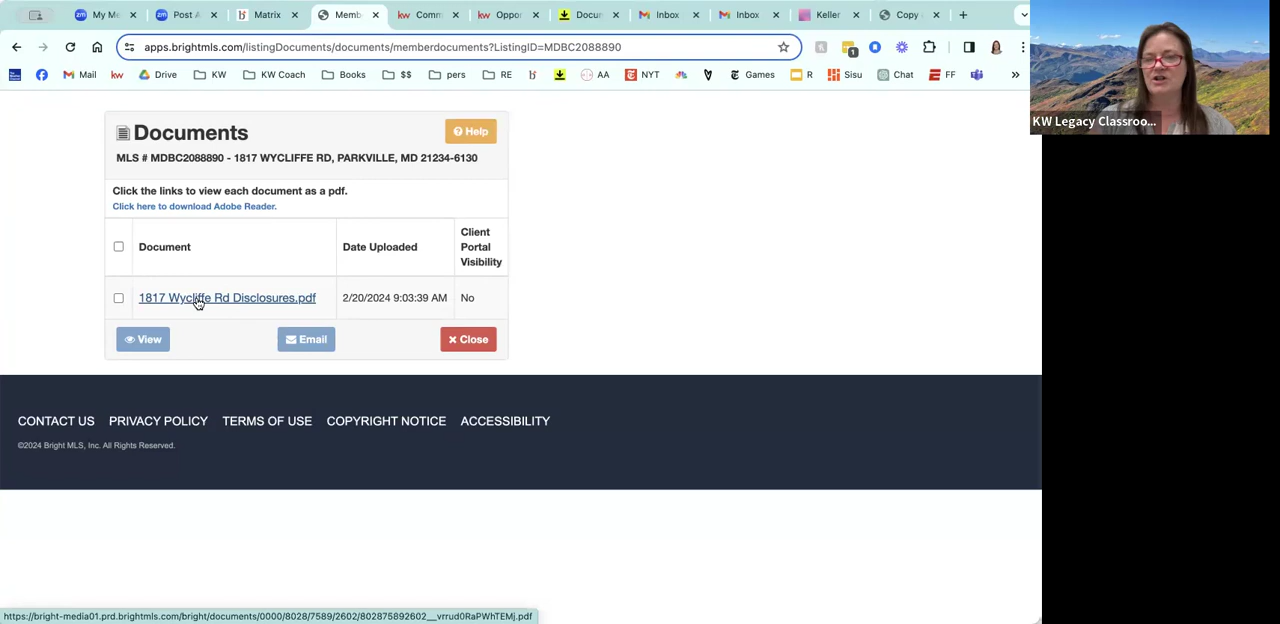 My Me
Post A
Matrix
Memb
Comm
Oppor
Docum
Inbox
Inbox
Keller
Copy
apps.brightmls.com/listingDocuments/documents/memberdocuments?ListingID=MDBC2088890
Mail
kw
Drive
KW
KW Coach
Books
$$
pers
RE
AA
NYT
Games
R
Sisu
Chat
FF
KW Legacy Classroo...
Documents
Help
MLS # MDBC2088890 - 1817 WYCLIFFE RD, PARKVILLE, MD 21234-6130
Click the links to view each document as a pdf.
Click here to download Adobe Reader.
Document
Date Uploaded
Client
Portal
Visibility
1817 Wycliffe Rd Disclosures.pdf
2/20/2024 9:03:39 AM
No
View
Email
Close
CONTACT US PRIVACY POLICY TERMS OF USE COPYRIGHT NOTICE ACCESSIBILITY
©2024 Bright MLS, Inc. All Rights Reserved.
https://bright-media01.prd.brightmls.com/bright/documents/0000/8028/7589/2602/802875892602__vrrud0RaPWhTEMj.pdf